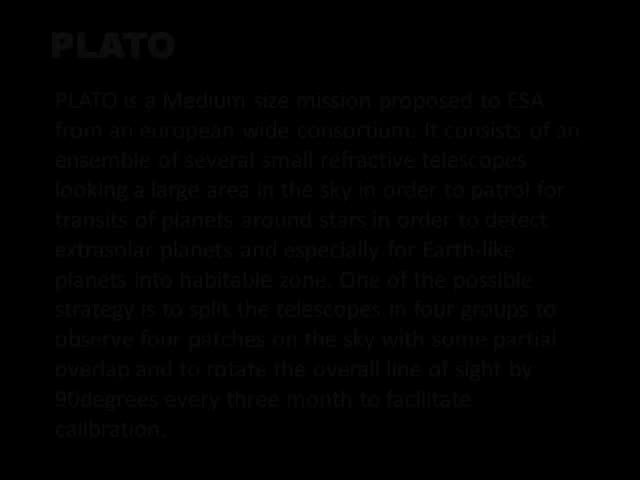 PLATO
PLATO is a Medium size mission proposed to ESA
from an european wide consortium. It consists of an
ensemble of several small refractive telescopes
looking a large area in the sky in order to patrol for
transits of planets around stars in order to detect
extrasolar planets and especially for Earth-like
planets into habitable zone. One of the possible
strategy is to split the telescopes in four groups to
observe four patches on the sky with some partial
overlap and to rotate the overall line of sight by
90degrees every three month to facilitate
calibration.